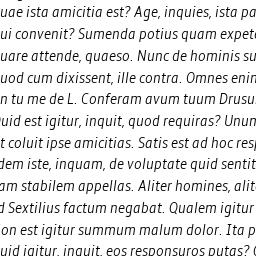 uae ista amicitia est? Age, inquies, ista pa
ui convenit? Sumenda potius quam expete
uare attende, quaeso. Nunc de hominis su
uod cum dixissent, ille contra. Omnes enim
n tu me de L. Conferam avum tuum Drusu
uid est igitur, inquit, quod requiras? Unum
t coluit ipse amicitias. Satis est ad hoc resp
dem iste, inquam, de voluptate quid sentit
am stabilem appellas. Aliter homines, alit
d Sextilius factum negabat. Qualem igitur
on est igitur summum malum dolor. Ita p
uid igitur, inquit, eos responsuros putas? C